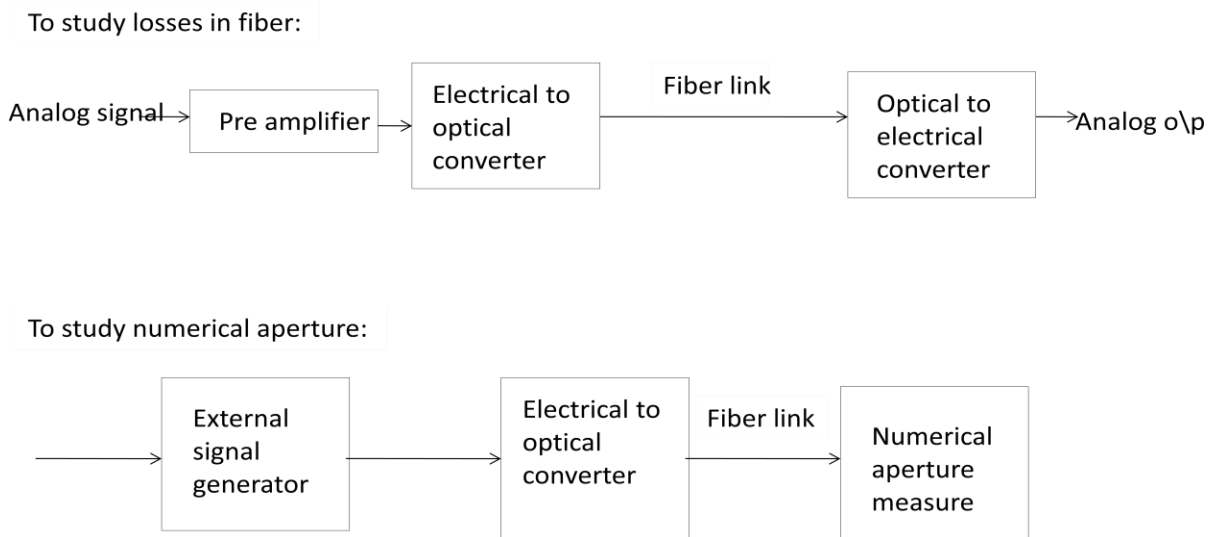 To study losses in fiber:
Analog signal
Pre amplifier
Electrical to
optical
converter
Fiber link
Optical to
electrical
converter
Analog o\p
To study numerical aperture:
External
signal
generator
Electrical to
optical
converter
Fiber link
Numerical
aperture
measure